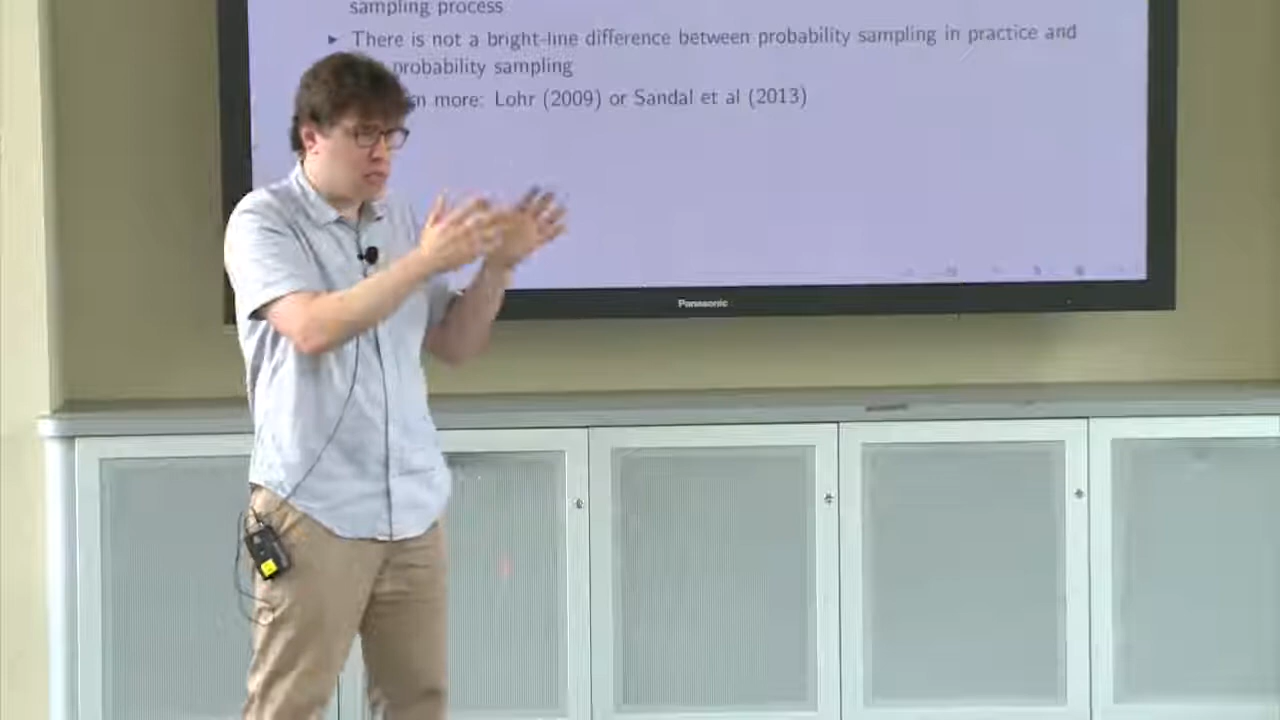 sampling process
► There is not a bright-line difference between probability sampling in practice and
probability sampling
more: Lohr (2009) or Sandal et al (2013)
Panasonic